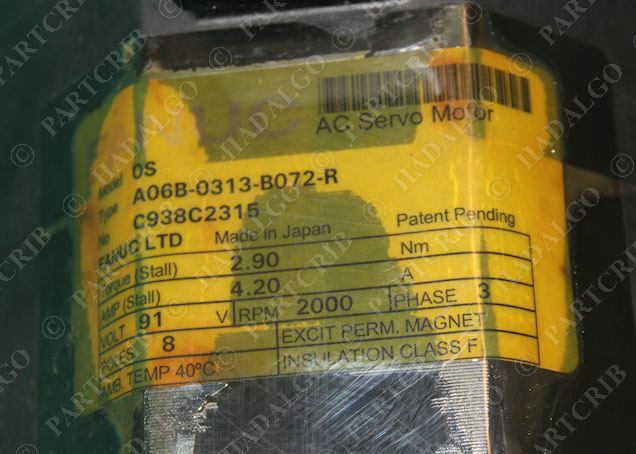 AC Servo Motor
Model 0S
Type A06B-0313-B072-R
No C938C2315
FANUC LTD Made in Japan Patent Pending
Torque (Stall) 2.90 Nm
AMP (Stall) 4.20 A
VOLT 91 V RPM 2000 PHASE 3
POLES 8 EXCIT PERM. MAGNET
AMB. TEMP 40°C INSULATION CLASS F
© PARTCRIB © HADALGO